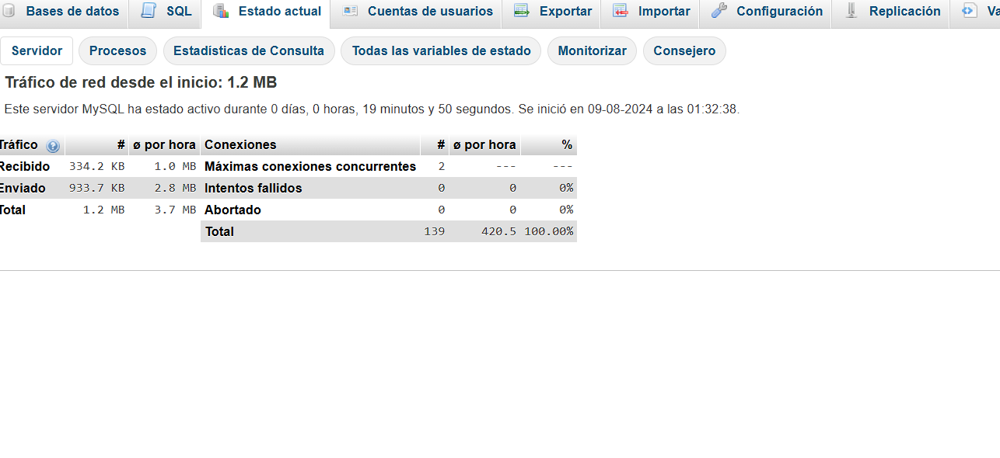 Bases de datos SQL Estado actual Cuentas de usuarios Exportar Importar Configuración Replicación Va
Servidor Procesos Estadísticas de Consulta Todas las variables de estado Monitorizar Consejero
Tráfico de red desde el inicio: 1.2 MB
Este servidor MySQL ha estado activo durante 0 días, 0 horas, 19 minutos y 50 segundos. Se inició en 09-08-2024 a las 01:32:38.
Tráfico # ø por hora Conexiones # ø por hora %
Recibido 334.2 KB 1.0 MB Máximas conexiones concurrentes 2 --- ---
Enviado 933.7 KB 2.8 MB Intentos fallidos 0 0 0%
Total 1.2 MB 3.7 MB Abortado 0 0 0%
Total 139 420.5 100.00%